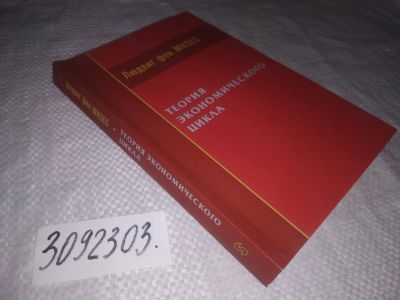 Людвиг фон МИЗЕС
ТЕОРИЯ
ЭКОНОМИЧЕСКОГО
ЦИКЛА
Людвиг фон МИЗЕС • ТЕОРИЯ ЭКОНОМИЧЕСКОГО
ЦИКЛА
3092303.